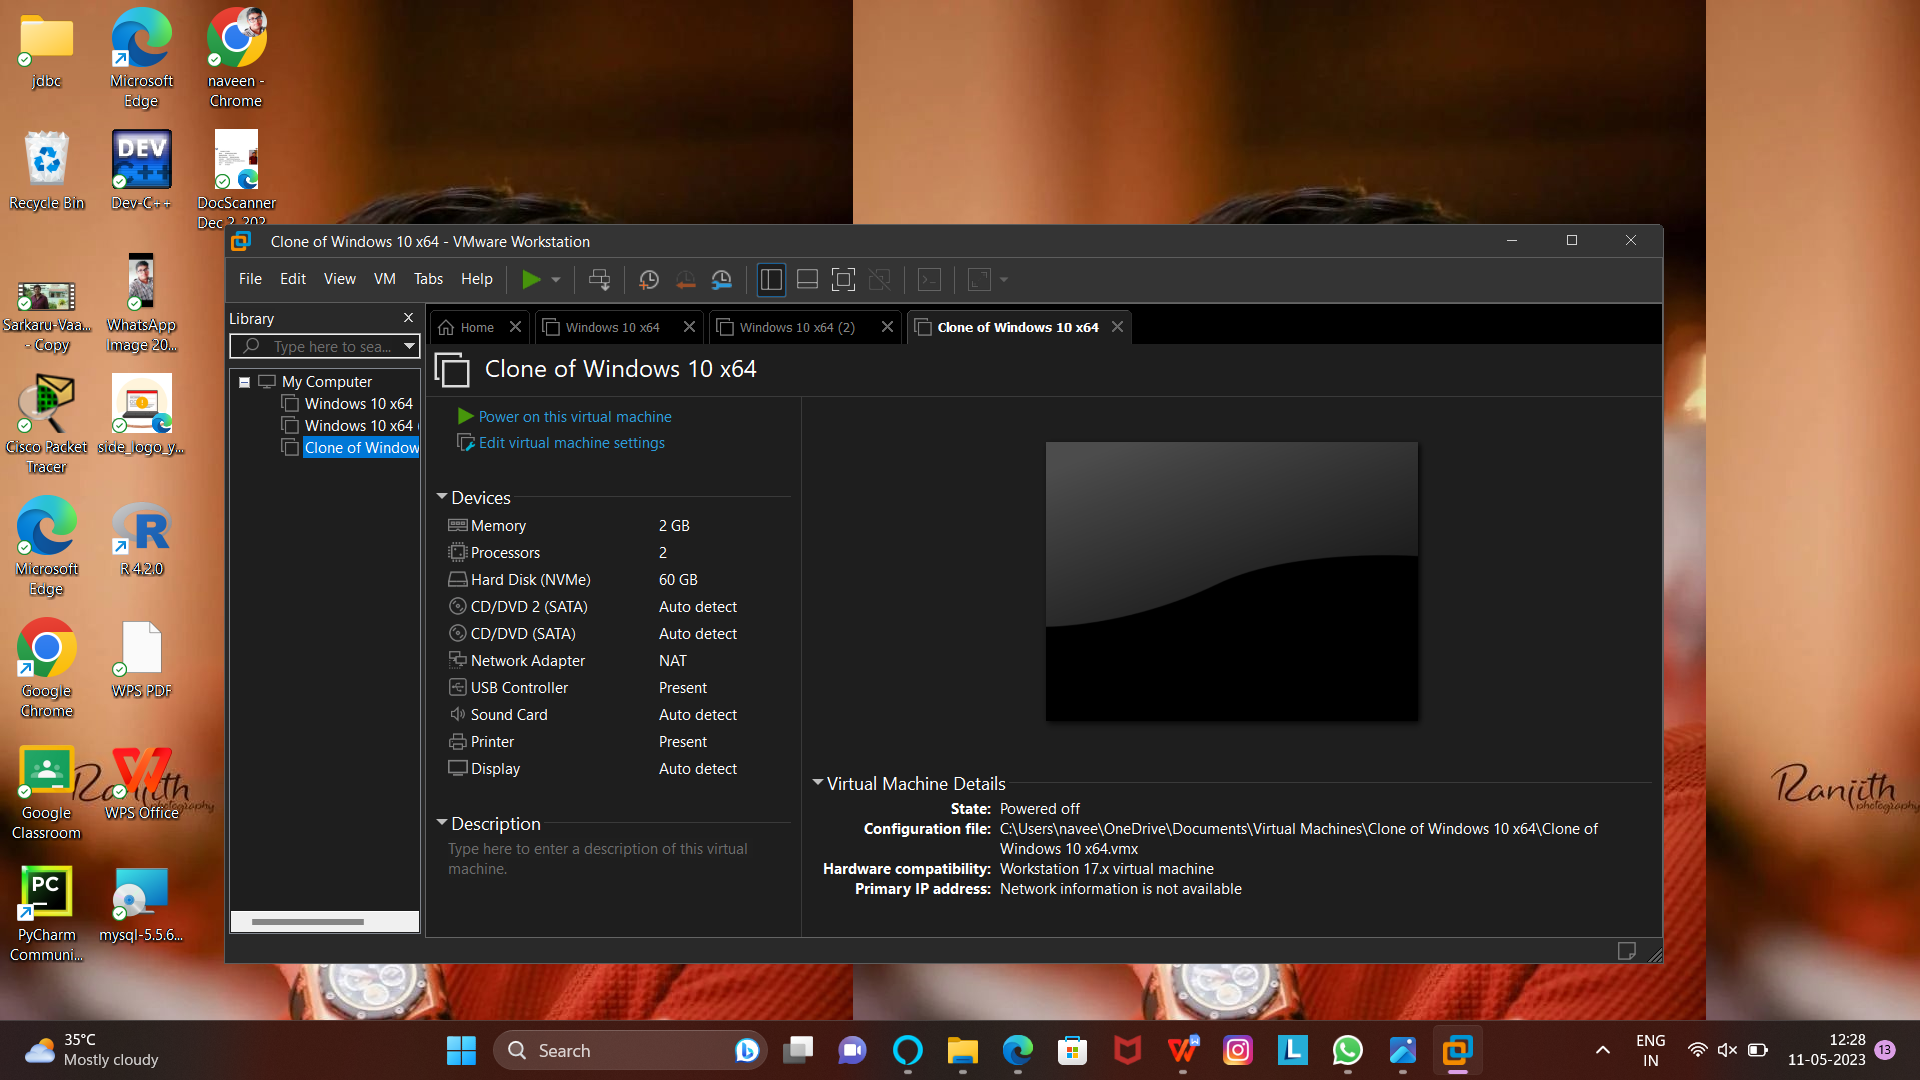 jdbc
Microsoft
Edge
naveen -
Chrome
Recycle Bin
DEV
C++
Dev-C++
DocScanner
Dec 2, 202...
Sarkaru-Vaa...
- Copy
WhatsApp
Image 20...
Cisco Packet
Tracer
side_logo_y...
Microsoft
Edge
R 4.2.0
Google
Chrome
WPS PDF
Google
Classroom
WPS Office
PC
PyCharm
Communi...
mysql-5.5.6...
Clone of Windows 10 x64 - VMware Workstation
File Edit View VM Tabs Help
Library
Type here to sea...
My Computer
Windows 10 x64
Windows 10 x64
Clone of Window
Home
Windows 10 x64
Windows 10 x64 (2)
Clone of Windows 10 x64
Clone of Windows 10 x64
Power on this virtual machine
Edit virtual machine settings
Devices
Memory 2 GB
Processors 2
Hard Disk (NVMe) 60 GB
CD/DVD 2 (SATA) Auto detect
CD/DVD (SATA) Auto detect
Network Adapter NAT
USB Controller Present
Sound Card Auto detect
Printer Present
Display Auto detect
Description
Type here to enter a description of this virtual
machine.
Virtual Machine Details
State: Powered off
Configuration file: C:\Users\navee\OneDrive\Documents\Virtual Machines\Clone of Windows 10 x64\Clone of
Windows 10 x64.vmx
Hardware compatibility: Workstation 17.x virtual machine
Primary IP address: Network information is not available
Ranjith
photography
Ranjith
photography
35°C
Mostly cloudy
Search
ENG
IN
12:28
11-05-2023
13